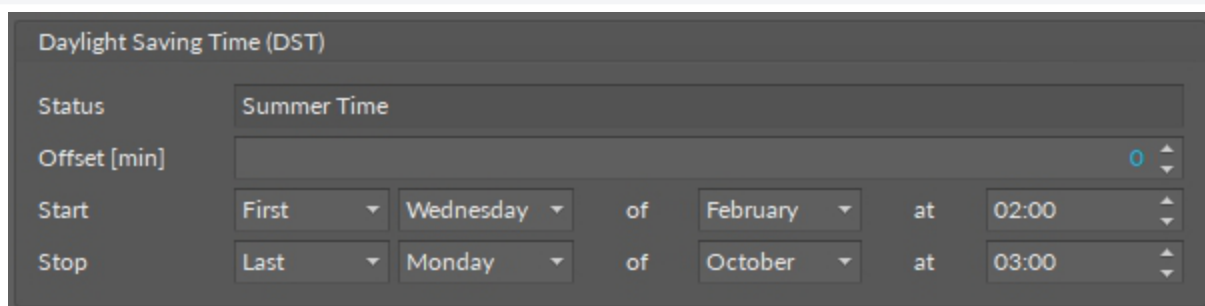 Daylight Saving Time (DST)
Status Summer Time
Offset [min] 0
Start First Wednesday of February at 02:00
Stop Last Monday of October at 03:00